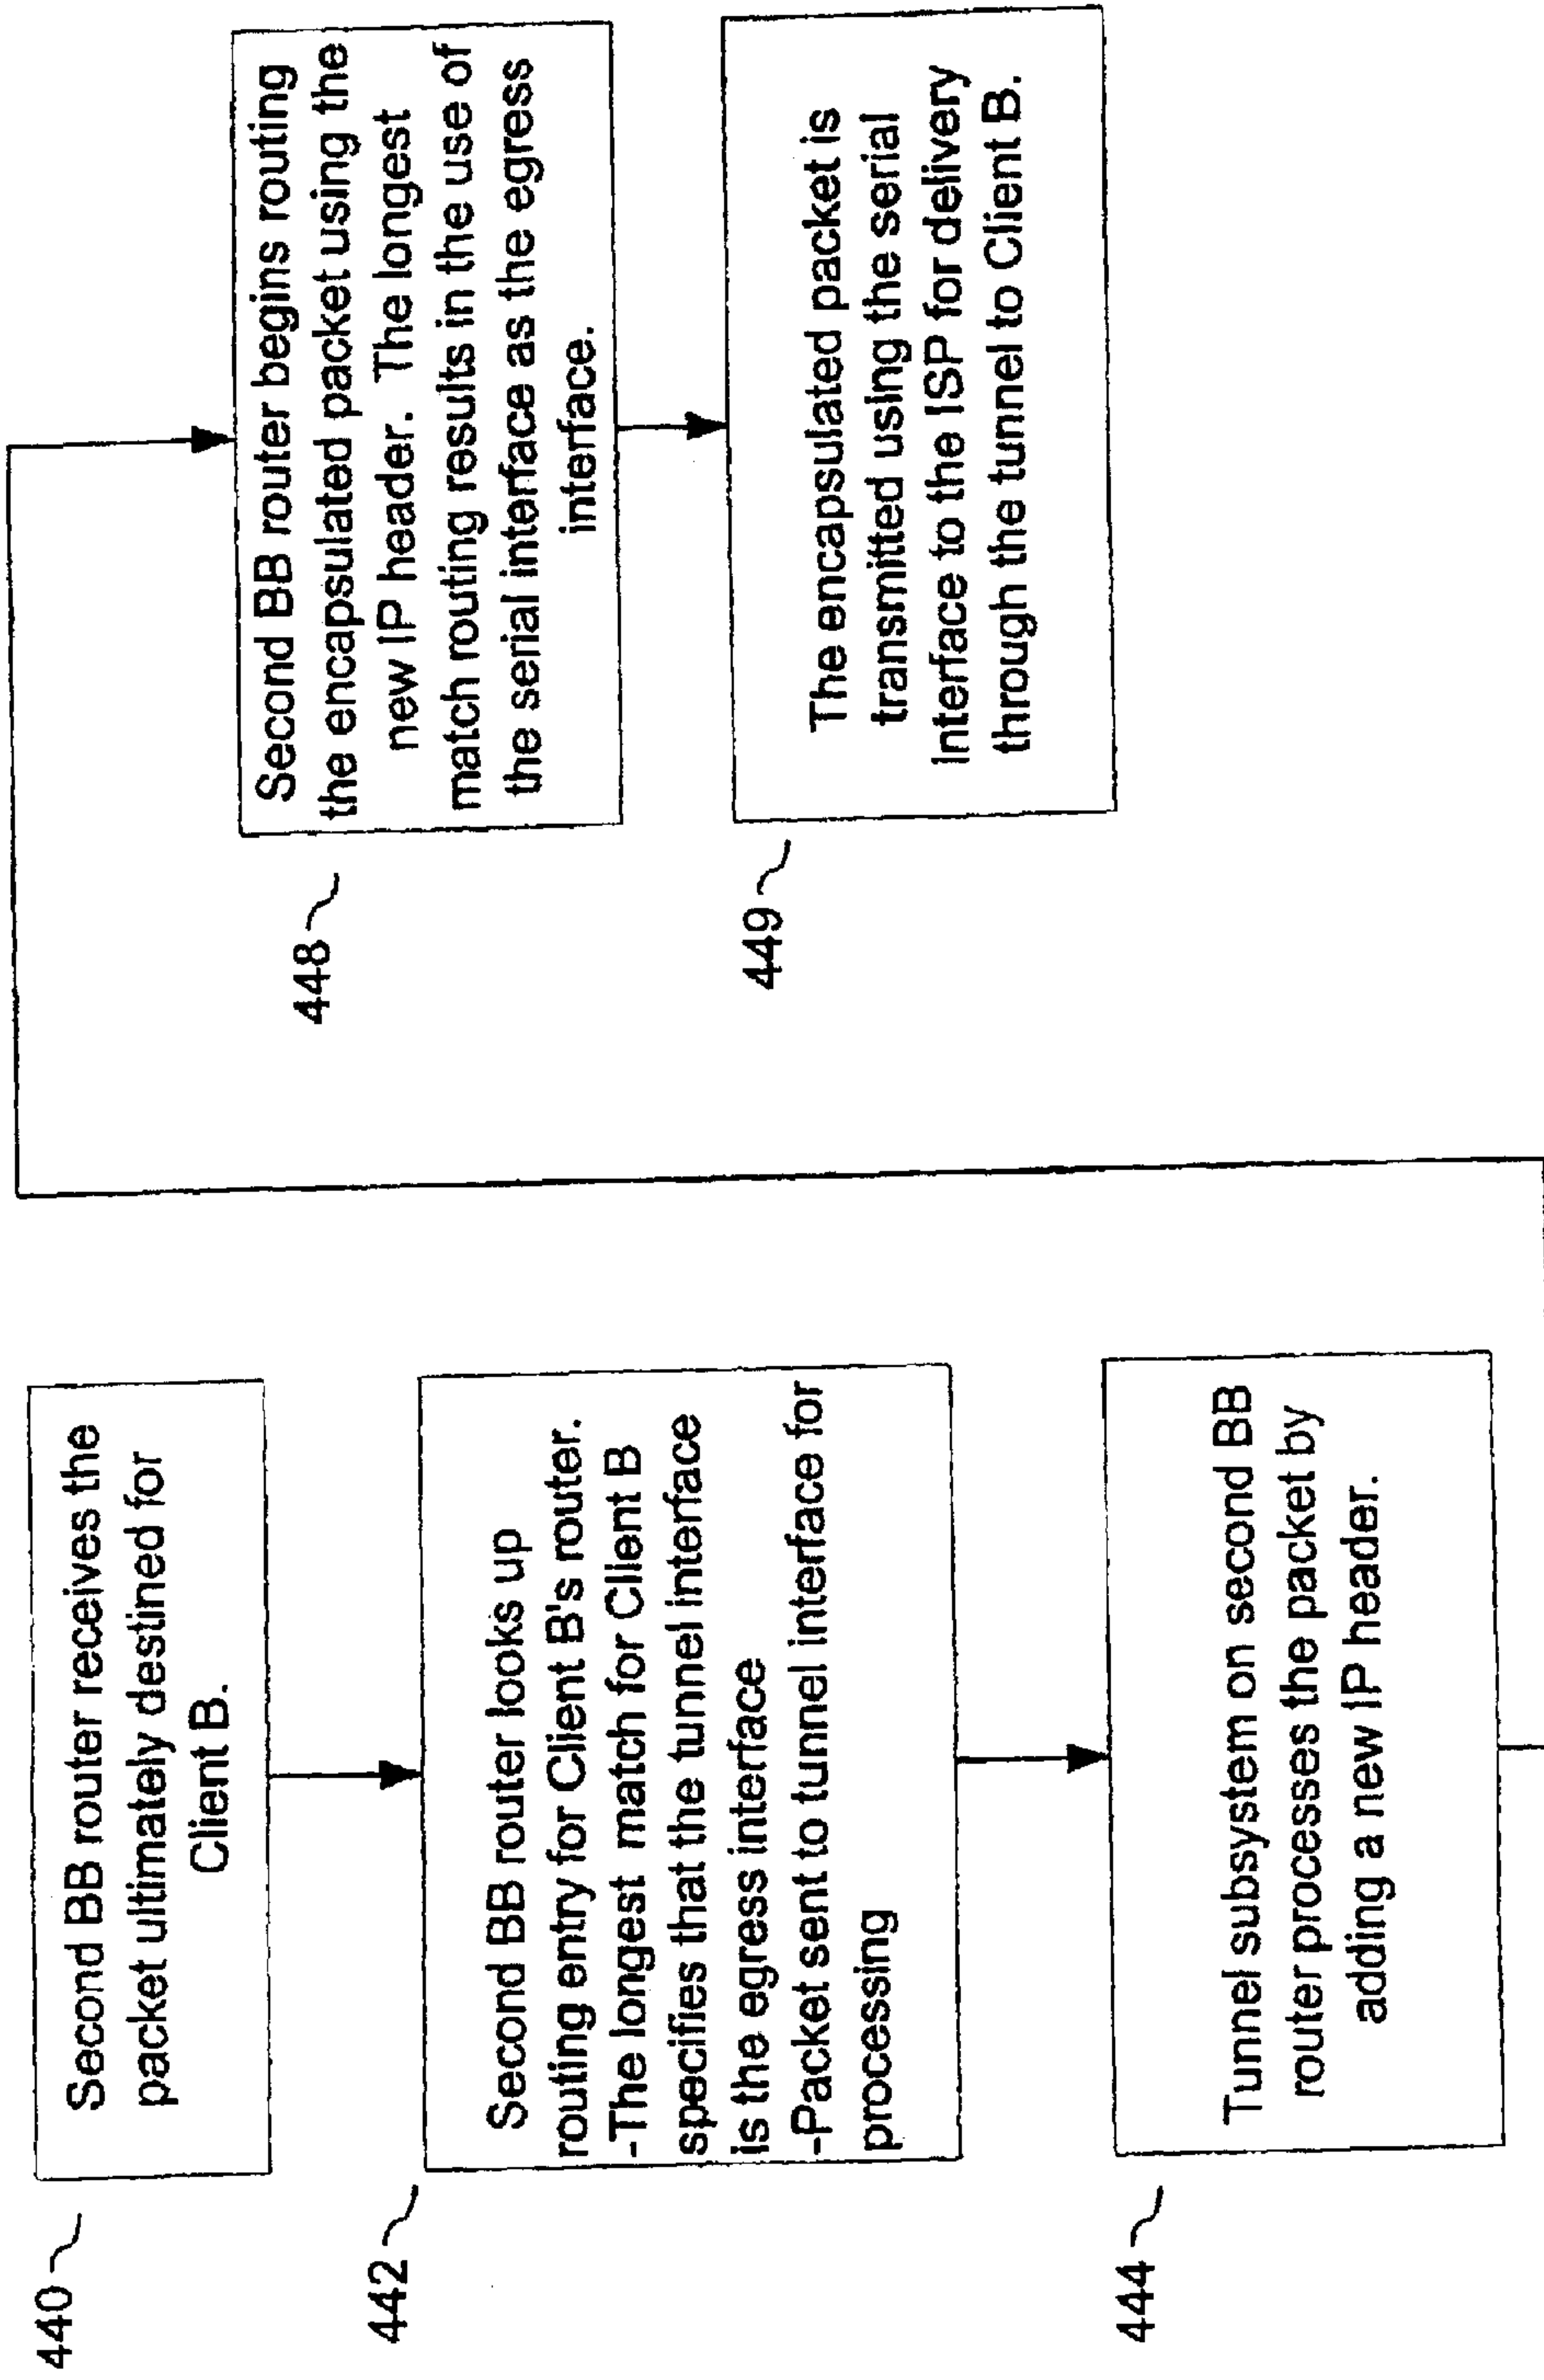 440
Second BB router receives the
packet ultimately destined for
Client B.
442
Second BB router looks up
routing entry for Client B's router.
-The longest match for Client B
specifies that the tunnel interface
is the egress interface
-Packet sent to tunnel interface for
processing
444
Tunnel subsystem on second BB
router processes the packet by
adding a new IP header.
448
Second BB router begins routing
the encapsulated packet using the
new IP header. The longest
match routing results in the use of
the serial interface as the egress
interface.
449
The encapsulated packet is
transmitted using the serial
interface to the ISP for delivery
through the tunnel to Client B.